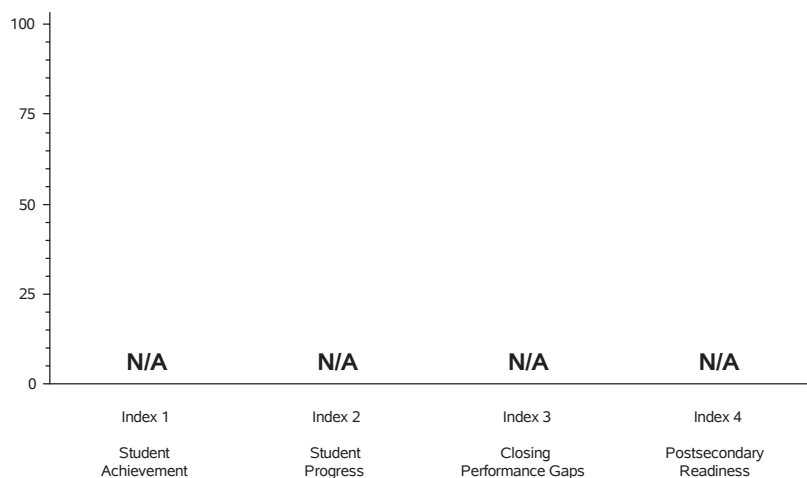 100
75
50
25
0
N/A N/A N/A N/A
Index 1 Index 2 Index 3 Index 4
Student Student Closing Postsecondary
Achievement Progress Performance Gaps Readiness